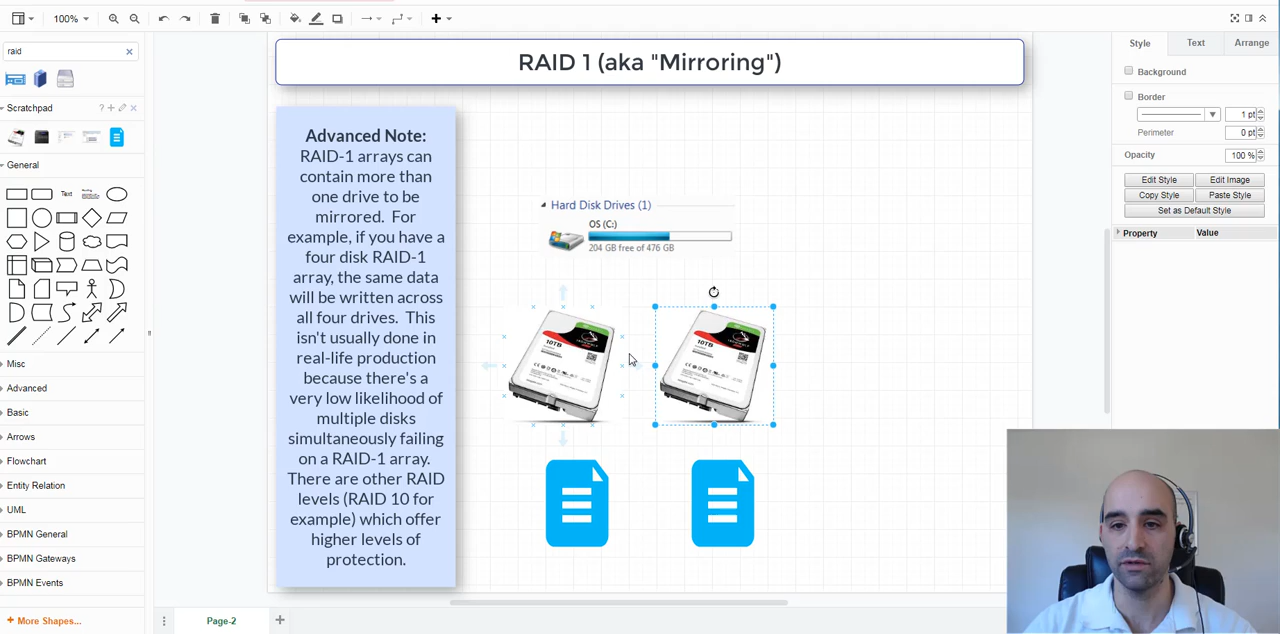 100%
raid
Scratchpad
General
Text
Misc
Advanced
Basic
Arrows
Flowchart
Entity Relation
UML
BPMN General
BPMN Gateways
BPMN Events
+ More Shapes...
RAID 1 (aka "Mirroring")
Advanced Note:
RAID-1 arrays can
contain more than
one drive to be
mirrored. For
example, if you have a
four disk RAID-1
array, the same data
will be written across
all four drives. This
isn't usually done in
real-life production
because there's a
very low likelihood of
multiple disks
simultaneously failing
on a RAID-1 array.
There are other RAID
levels (RAID 10 for
example) which offer
higher levels of
protection.
Hard Disk Drives (1)
OS (C:)
204 GB free of 476 GB
10TB
10TB
Page-2
Style
Text
Arrange
Background
Border
1 pt
Perimeter
0 pt
Opacity
100 %
Edit Style
Edit Image
Copy Style
Paste Style
Set as Default Style
Property
Value